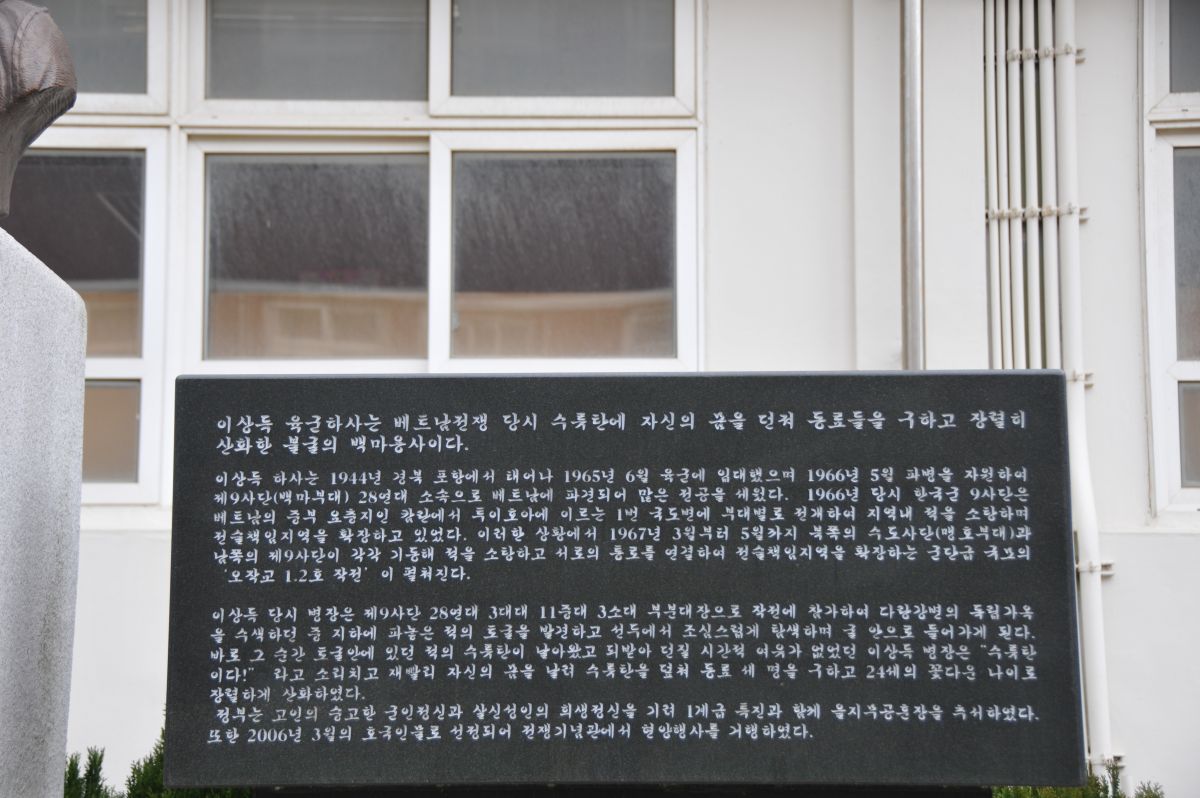 이상득 육군하사는 베트남전쟁 당시 수류탄에 자신의 몸을 던져 동료들을 구하고 장렬히
산화한 불굴의 백마용사이다.
이상득 하사는 1944년 경북 포항에서 태어나 1965년 6월 육군에 입대했으며 1966년 5월 파병을 자원하여
제9사단(백마부대) 28연대 소속으로 베트남에 파견되어 많은 전공을 세웠다. 1966년 당시 한국군 9사단은
베트남의 중부 요충지인 캄란에서 투이호아에 이르는 1번 국도변에 부대별로 전개하여 지역내 적을 소탕하며
전술책임지역을 확장하고 있었다. 이러한 상황에서 1967년 3월부터 5월까지 북쪽의 수도사단(맹호부대)과
남쪽의 제9사단이 각각 기동해 적을 소탕하고 서로의 통로를 연결하여 전술책임지역을 확장하는 군단급 규모의
'오작교 1.2호 작전' 이 펼쳐진다.
이상득 당시 병장은 제9사단 28연대 3대대 11중대 3소대 부분대장으로 작전에 참가하여 다랑강변의 독립가옥
을 수색하던 중 지하에 파놓은 적의 토굴을 발견하고 선두에서 조심스럽게 탐색하며 굴 안으로 들어가게 된다.
바로 그 순간 토굴안에 있던 적의 수류탄이 날아왔고 되받아 던질 시간적 여유가 없었던 이상득 병장은 "수류탄
이다!" 라고 소리치고 재빨리 자신의 몸을 날려 수류탄을 덮쳐 동료 세 명을 구하고 24세의 꽃다운 나이로
장렬하게 산화하였다.
정부는 고인의 숭고한 군인정신과 살신성인의 희생정신을 기려 1계급 특진과 함께 을지무공훈장을 추서하였다.
또한 2006년 3월의 호국인물로 선정되어 전쟁기념관에서 현양행사를 거행하였다.